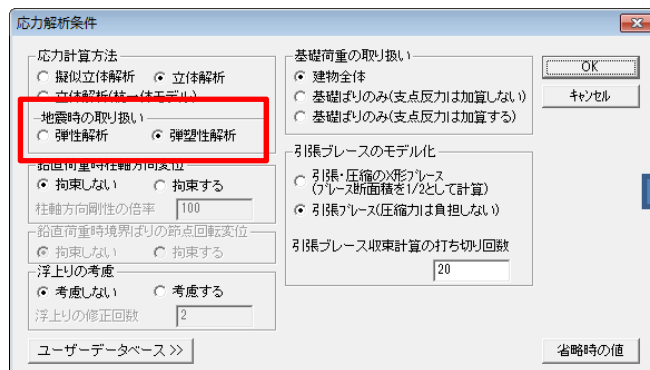 応力解析条件
応力計算方法
擬似立体解析 立体解析
立体解析(統一体モデル)
地震時の取り扱い
弾性解析 弾塑性解析
鉛直荷重時柱軸方向変位
拘束しない 拘束する
柱軸方向剛性の倍率 100
鉛直荷重時境界ばりの節点回転変位
拘束しない 拘束する
浮上りの考慮
考慮しない 考慮する
浮上りの修正回数 2
ユーザーデータベース >>
基礎荷重の取り扱い
建物全体
基礎ばりのみ(支点反力は加算しない)
基礎ばりのみ(支点反力は加算する)
引張ブレースのモデル化
引張・圧縮のX形ブレース
(ブレース断面積を1/2として計算)
引張ブレース(圧縮力は負担しない)
引張ブレース収束計算の打ち切り回数
20
OK
キャンセル
省略時の値